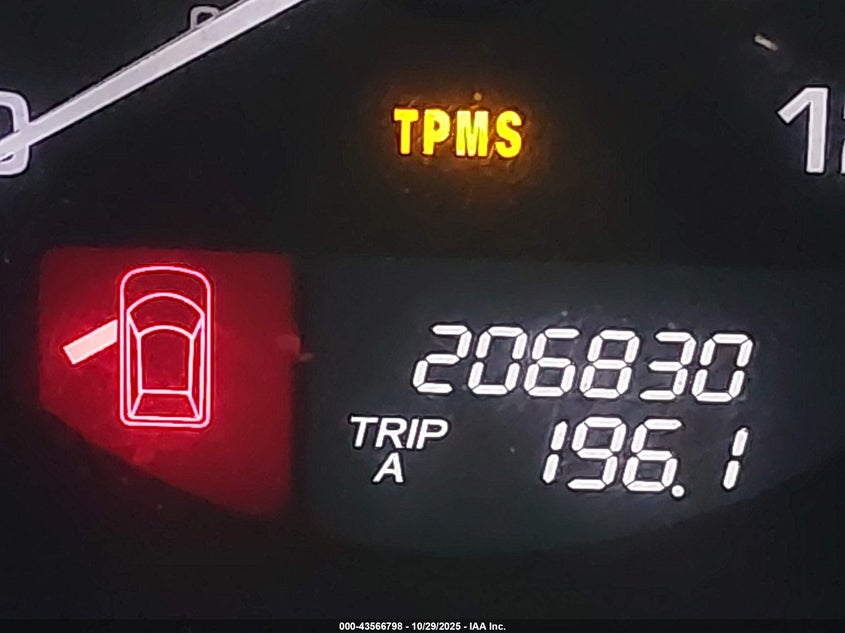 TPMS
206830
TRIP
A
196.1
000-43566798 - 10/29/2025 - IAA Inc.